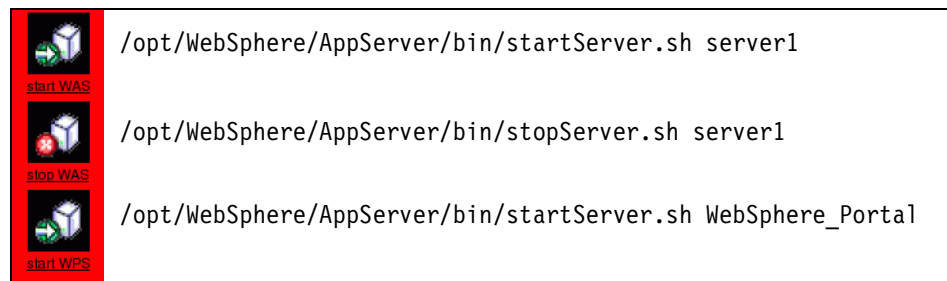 /opt/WebSphere/AppServer/bin/startServer.sh server1
start WAS
/opt/WebSphere/AppServer/bin/stopServer.sh server1
stop WAS
/opt/WebSphere/AppServer/bin/startServer.sh WebSphere_Portal
start WPS